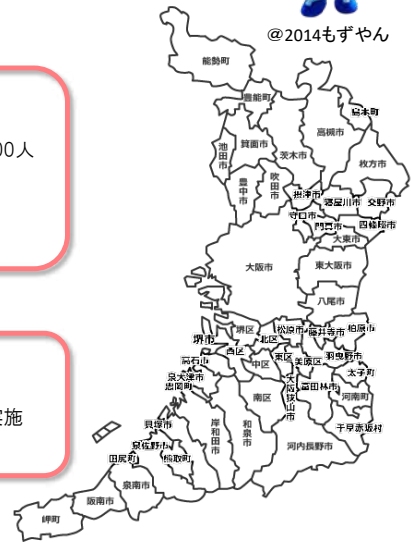 @2014もずやん
00人
実施
能勢町
豊能町
島本町
高槻市
池田市
箕面市
茨木市
枚方市
豊中市
吹田市
摂津市
寝屋川市
交野市
守口市
門真市
四條畷市
大東市
大阪市
東大阪市
八尾市
堺市
堺区
北区
松原市
藤井寺市
柏原市
西区
東区
美原区
羽曳野市
高石市
中区
太子町
泉大津市
忠岡町
大阪狭山市
富田林市
河南町
南区
千早赤阪村
貝塚市
岸和田市
和泉市
河内長野市
泉佐野市
田尻町
熊取町
泉南市
阪南市
岬町